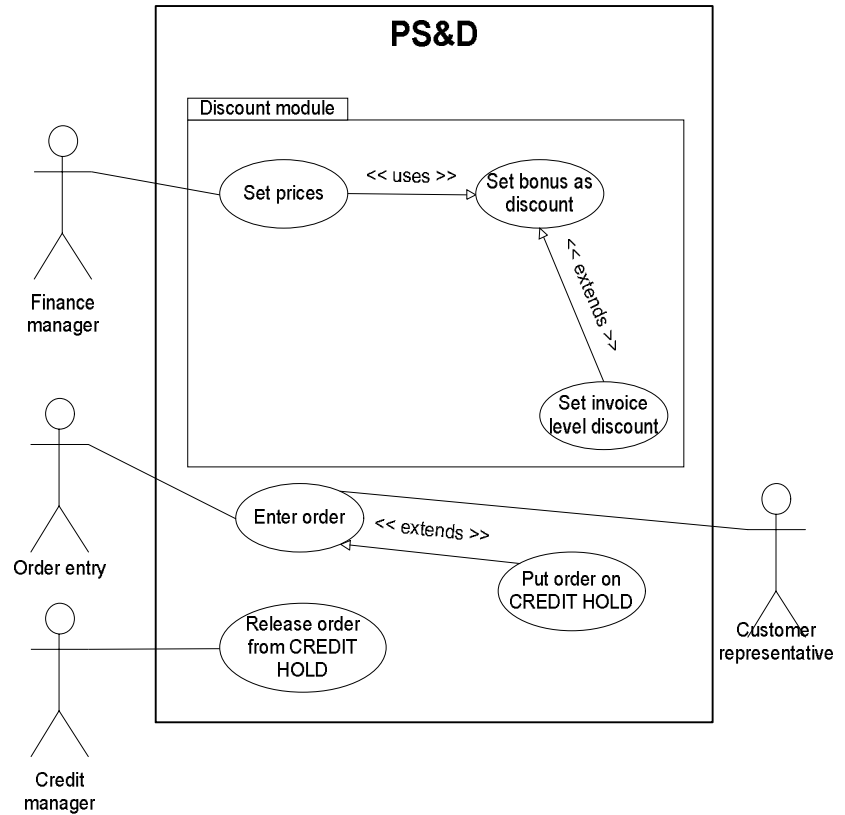 PS&D
Discount module
Set prices
<< uses >>
Set bonus as
discount
<< extends >>
Set invoice
level discount
Finance
manager
Enter order
<< extends >>
Put order on
CREDIT HOLD
Order entry
Release order
from CREDIT
HOLD
Customer
representative
Credit
manager